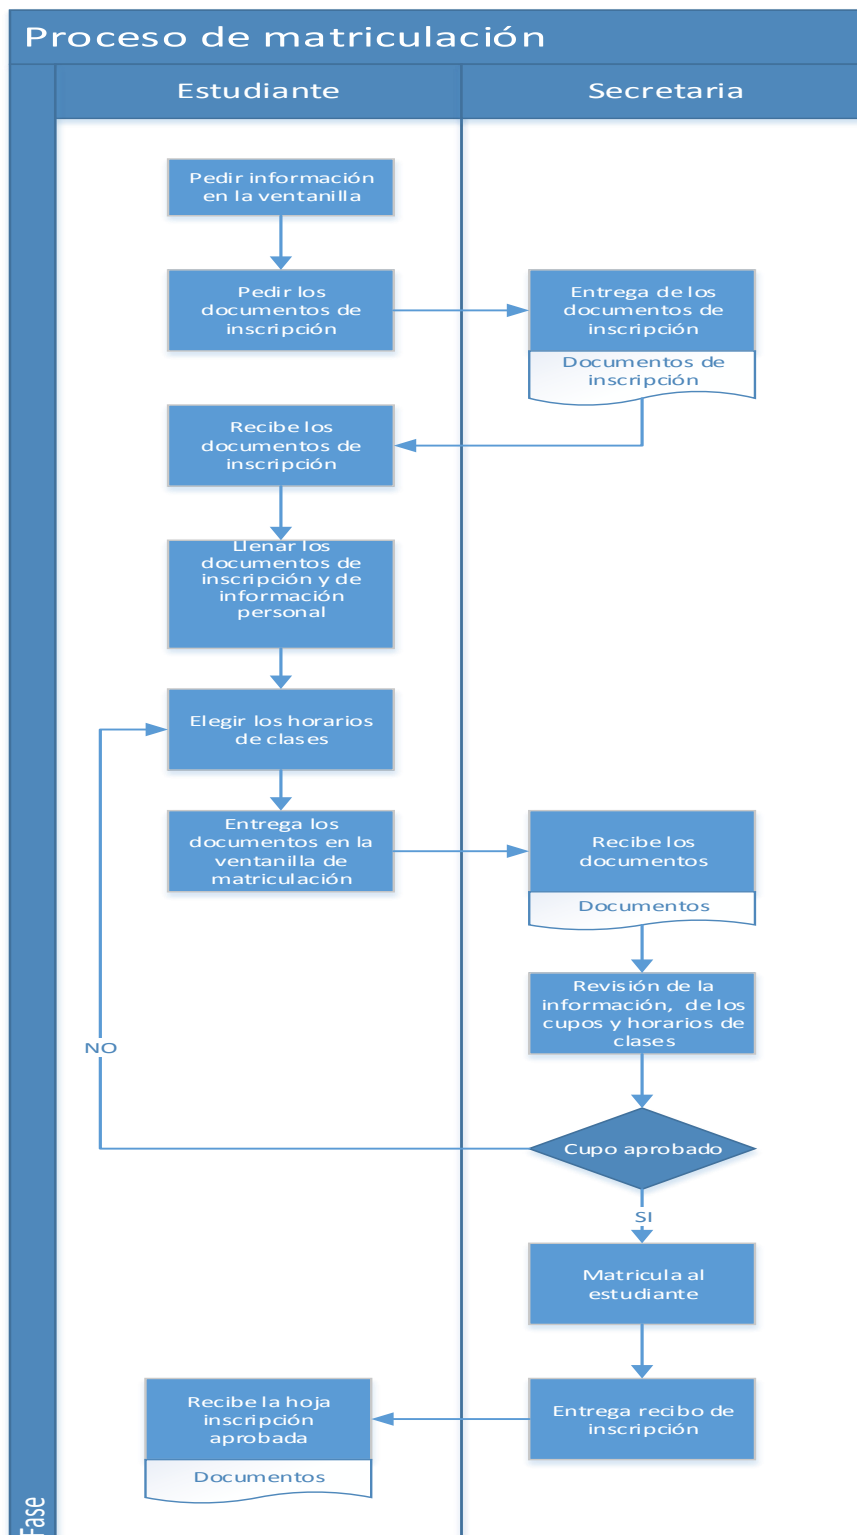 Proceso de matriculación
Estudiante
Secretaria
Pedir información
en la ventanilla
Pedir los
documentos de
inscripción
Entrega de los
documentos de
inscripción
Documentos de
inscripción
Recibe los
documentos de
inscripción
Llenar los
documentos de
inscripción y de
información
personal
Elegir los horarios
de clases
Entrega los
documentos en la
ventanilla de
matriculación
Recibe los
documentos
Documentos
Revisión de la
información, de los
cupos y horarios de
clases
NO
Cupo aprobado
SI
Matricula al
estudiante
Recibe la hoja
inscripción
aprobada
Documentos
Entrega recibo de
inscripción
Fase